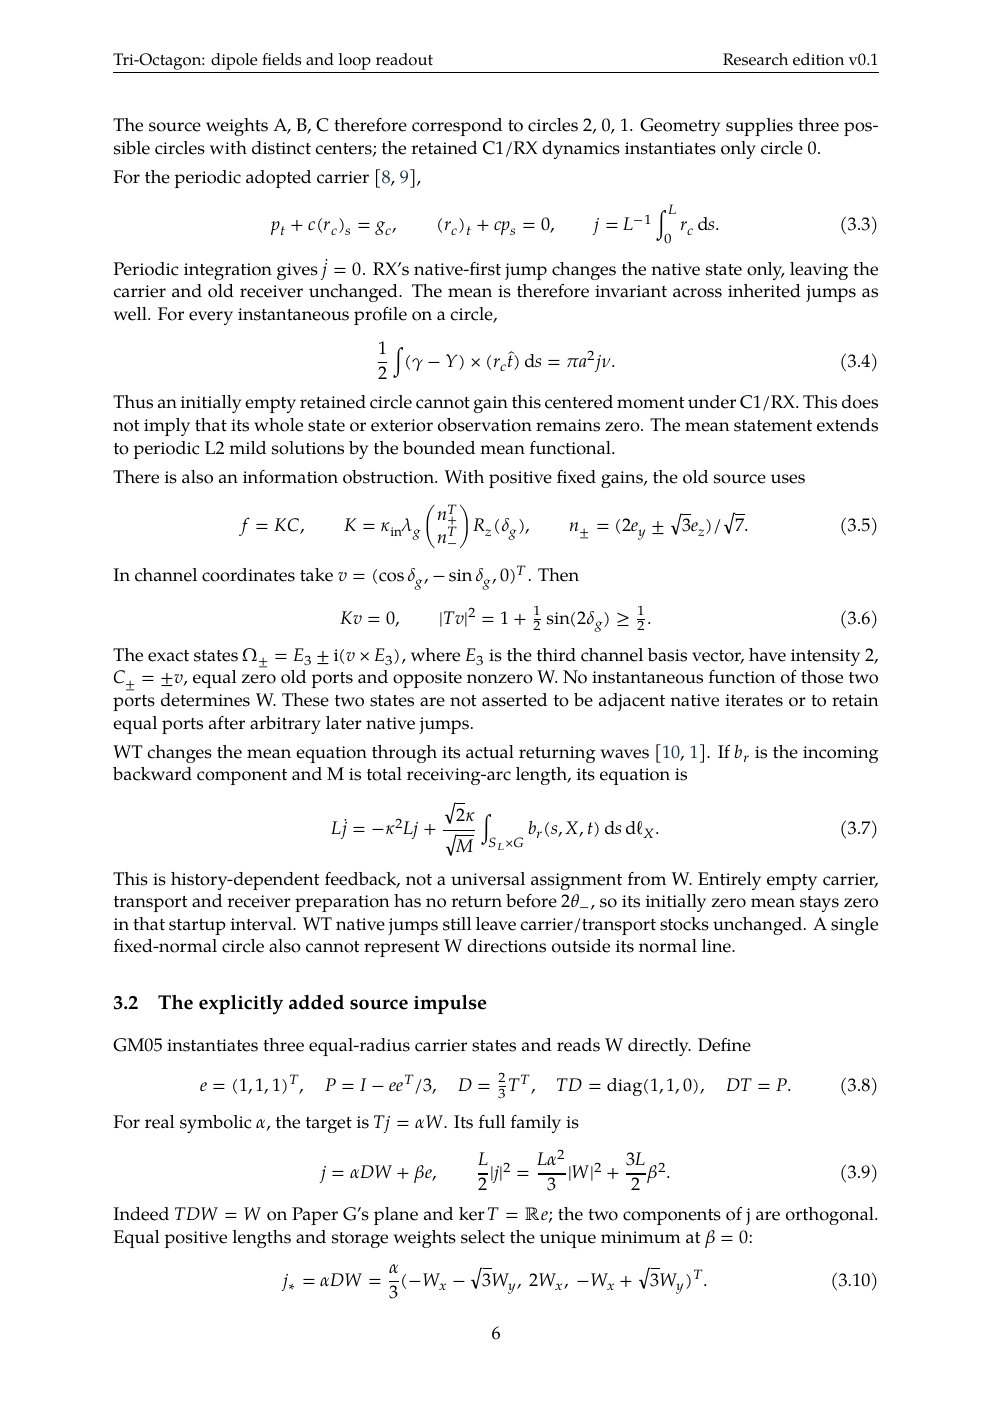 Tri-Octagon: dipole fields and loop readout Research edition v0.1
The source weights A, B, C therefore correspond to circles 2, 0, 1. Geometry supplies three pos-
sible circles with distinct centers; the retained C1/RX dynamics instantiates only circle 0.
For the periodic adopted carrier [8, 9],
p_t + c(r_c)_s = g_c, (r_c)_t + cp_s = 0, j = L^{−1} ∫_0^L r_c ds. (3.3)
Periodic integration gives j̇ = 0. RX’s native-first jump changes the native state only, leaving the
carrier and old receiver unchanged. The mean is therefore invariant across inherited jumps as
well. For every instantaneous profile on a circle,
1/2 ∫(γ − Y) × (r_c t̂) ds = πa²jν. (3.4)
Thus an initially empty retained circle cannot gain this centered moment under C1/RX. This does
not imply that its whole state or exterior observation remains zero. The mean statement extends
to periodic L2 mild solutions by the bounded mean functional.
There is also an information obstruction. With positive fixed gains, the old source uses
f = KC, K = κ_in λ_g (n_+^T n_−^T) R_z(δ_g), n_± = (2e_y ± √3e_z)/√7. (3.5)
In channel coordinates take v = (cos δ_g, − sin δ_g, 0)^T. Then
Kv = 0, |Tv|² = 1 + 1/2 sin(2δ_g) ≥ 1/2. (3.6)
The exact states Ω_± = E_3 ± i(v × E_3), where E_3 is the third channel basis vector, have intensity 2,
C_± = ±v, equal zero old ports and opposite nonzero W. No instantaneous function of those two
ports determines W. These two states are not asserted to be adjacent native iterates or to retain
equal ports after arbitrary later native jumps.
WT changes the mean equation through its actual returning waves [10, 1]. If b_r is the incoming
backward component and M is total receiving-arc length, its equation is
Lj̇ = −κ²Lj + √2κ/√M ∫_{S_L×G} b_r(s, X, t) ds dℓ_X. (3.7)
This is history-dependent feedback, not a universal assignment from W. Entirely empty carrier,
transport and receiver preparation has no return before 2θ_−, so its initially zero mean stays zero
in that startup interval. WT native jumps still leave carrier/transport stocks unchanged. A single
fixed-normal circle also cannot represent W directions outside its normal line.
3.2 The explicitly added source impulse
GM05 instantiates three equal-radius carrier states and reads W directly. Define
e = (1, 1, 1)^T, P = I − ee^T/3, D = 2/3 T^T, TD = diag(1, 1, 0), DT = P. (3.8)
For real symbolic α, the target is Tj = αW. Its full family is
j = αDW + βe, L/2 |j|² = Lα²/3 |W|² + 3L/2 β². (3.9)
Indeed TDW = W on Paper G’s plane and ker T = ℝe; the two components of j are orthogonal.
Equal positive lengths and storage weights select the unique minimum at β = 0:
j_* = αDW = α/3 (−W_x − √3W_y, 2W_x, −W_x + √3W_y)^T. (3.10)
6